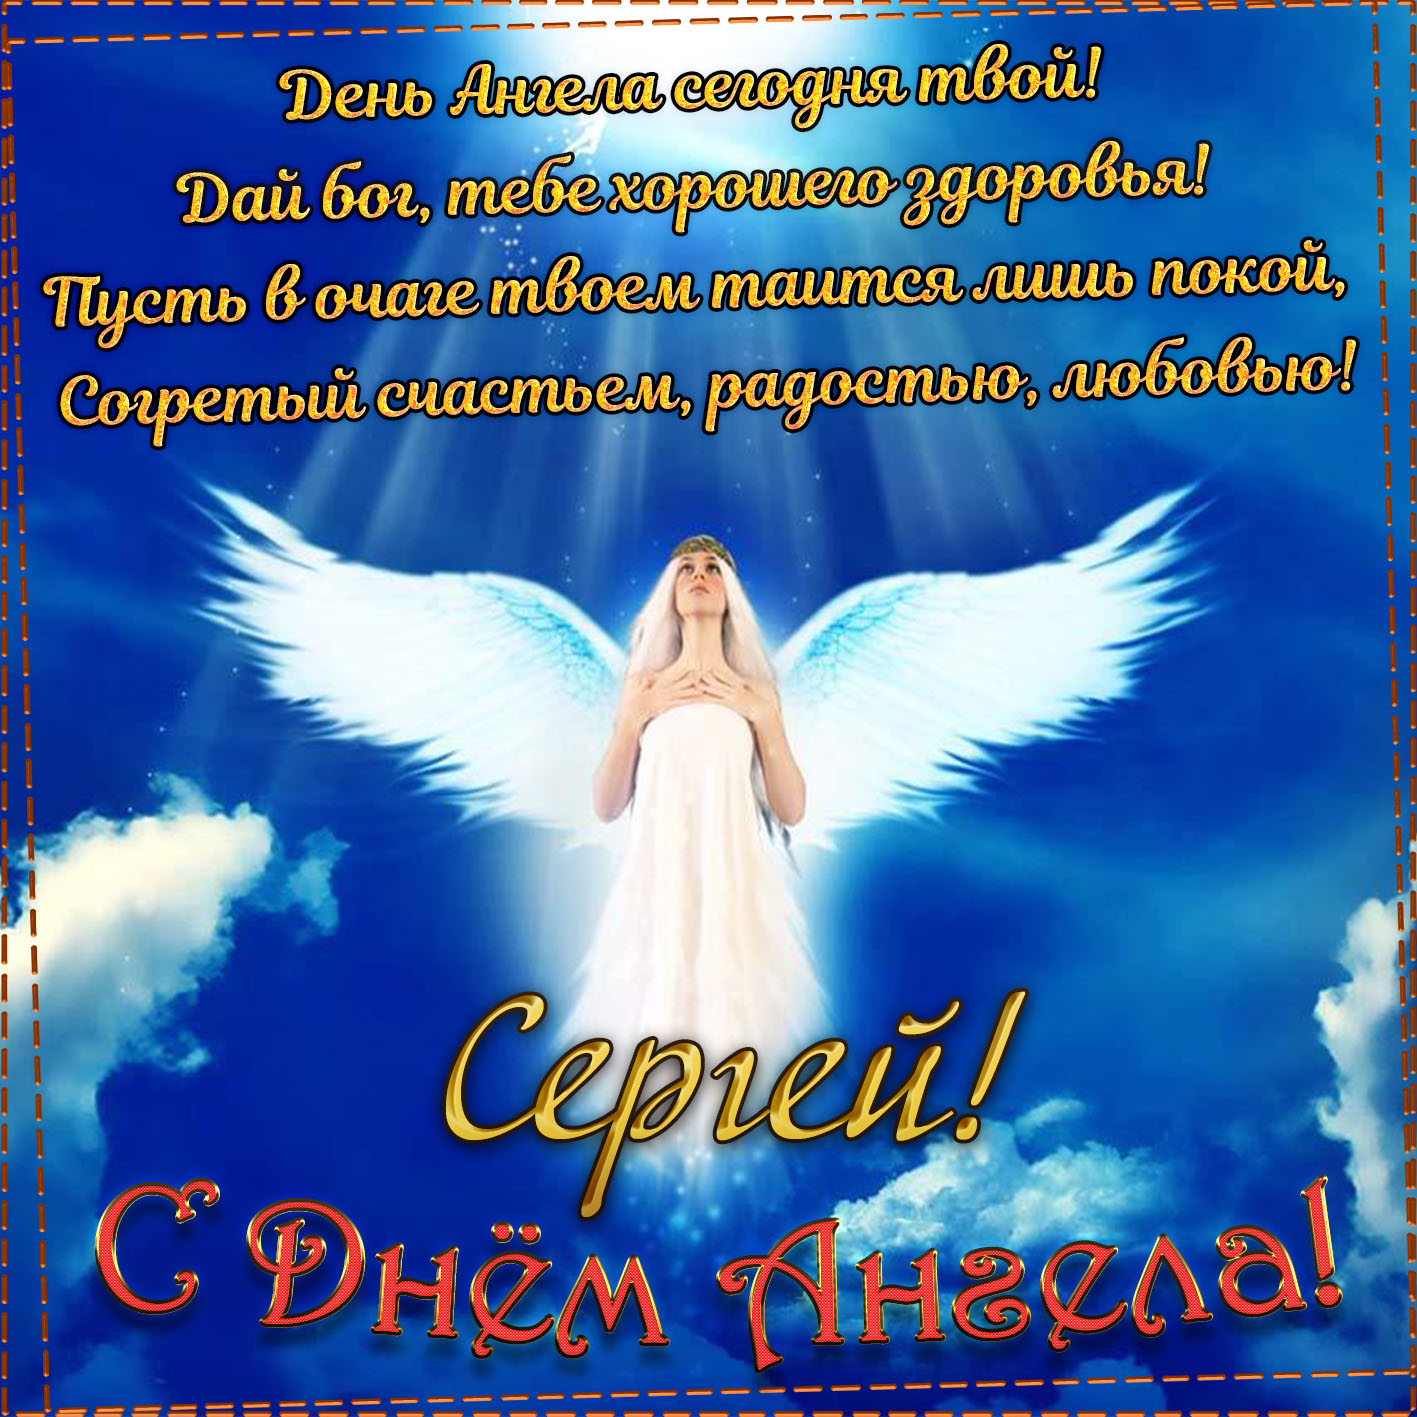 День Ангела сегодня твой!
Дай бог, тебе хорошего здоровья!
Пусть в очаге твоем таится лишь покой,
Согретый счастьем, радостью, любовью!
Сергей!
С Днём Ангела!